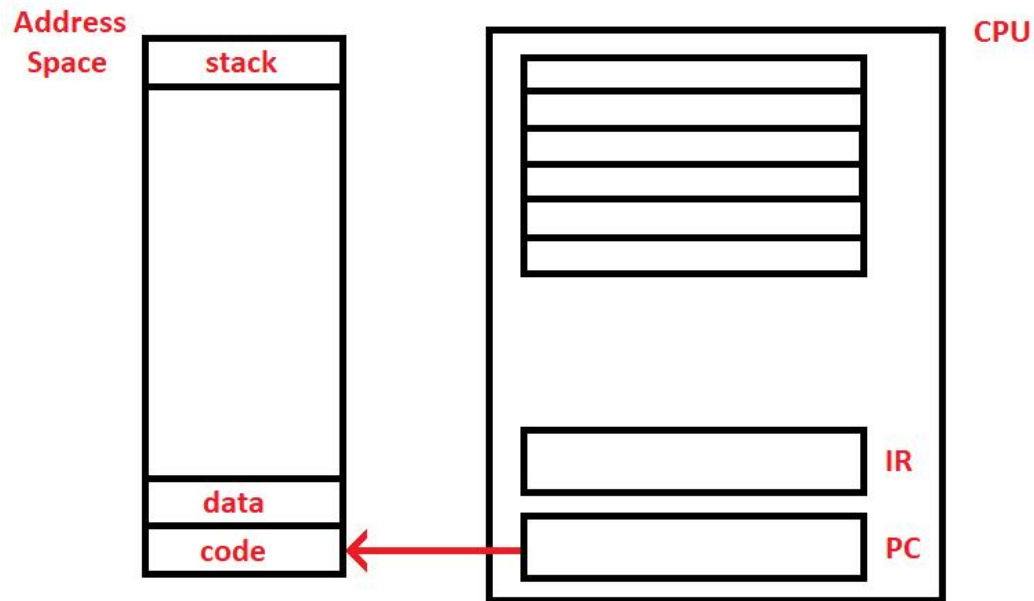 Address
Space
stack
data
code
CPU
IR
PC